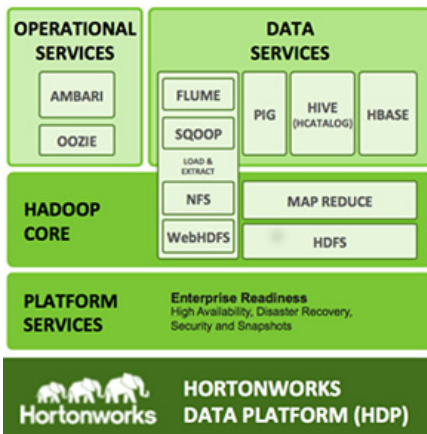 OPERATIONAL
SERVICES
AMBARI
OOZIE
DATA
SERVICES
FLUME
SQOOP
LOAD &
EXTRACT
NFS
WebHDFS
PIG
HIVE
(HCATALOG)
HBASE
HADOOP
CORE
MAP REDUCE
HDFS
PLATFORM
SERVICES
Enterprise Readiness
High Availability, Disaster Recovery,
Security and Snapshots
Hortonworks
HORTONWORKS
DATA PLATFORM (HDP)